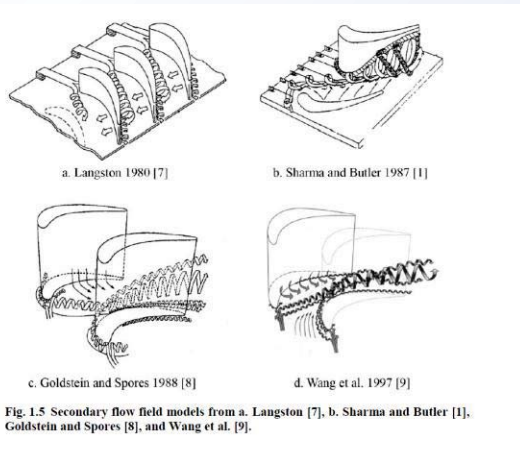 a. Langston 1980 [7]
b. Sharma and Butler 1987 [1]
c. Goldstein and Spores 1988 [8]
d. Wang et al. 1997 [9]
Fig. 1.5 Secondary flow field models from a. Langston [7], b. Sharma and Butler [1],
Goldstein and Spores [8], and Wang et al. [9].